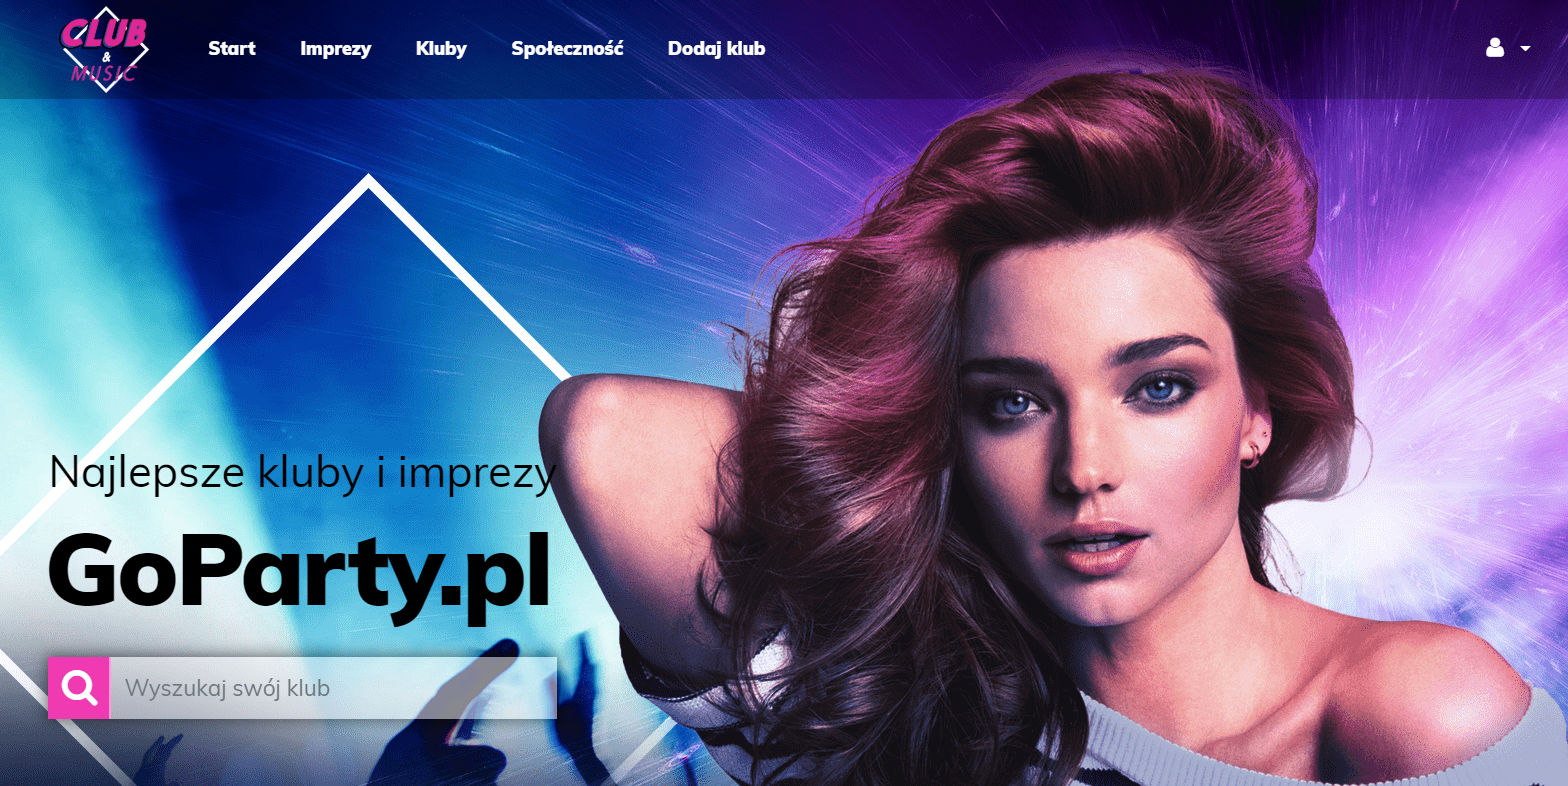 CLUB
&
MUSIC
Start Imprezy Kluby Społeczność Dodaj klub
Najlepsze kluby i imprezy
GoParty.pl
Wyszukaj swój klub